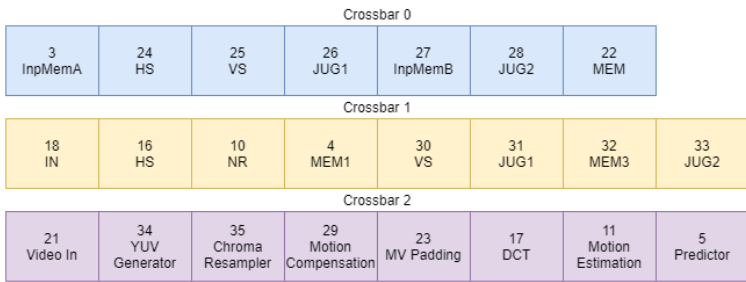 Crossbar 0
3 24 25 26 27 28 22
InpMemA HS VS JUG1 InpMemB JUG2 MEM
Crossbar 1
18 16 10 4 30 31 32 33
IN HS NR MEM1 VS JUG1 MEM3 JUG2
Crossbar 2
21
Video In
34
YUV
Generator
35
Chroma
Resampler
29
Motion
Compensation
23
MV Padding
17
DCT
11
Motion
Estimation
5
Predictor